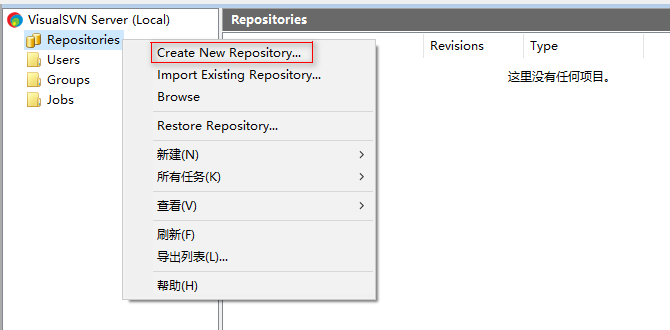 VisualSVN Server (Local)
Repositories
Users
Groups
Jobs
Repositories
Revisions
Type
这里没有任何项目。
Create New Repository...
Import Existing Repository...
Browse
Restore Repository...
新建(N)
所有任务(K)
查看(V)
刷新(F)
导出列表(L)...
帮助(H)